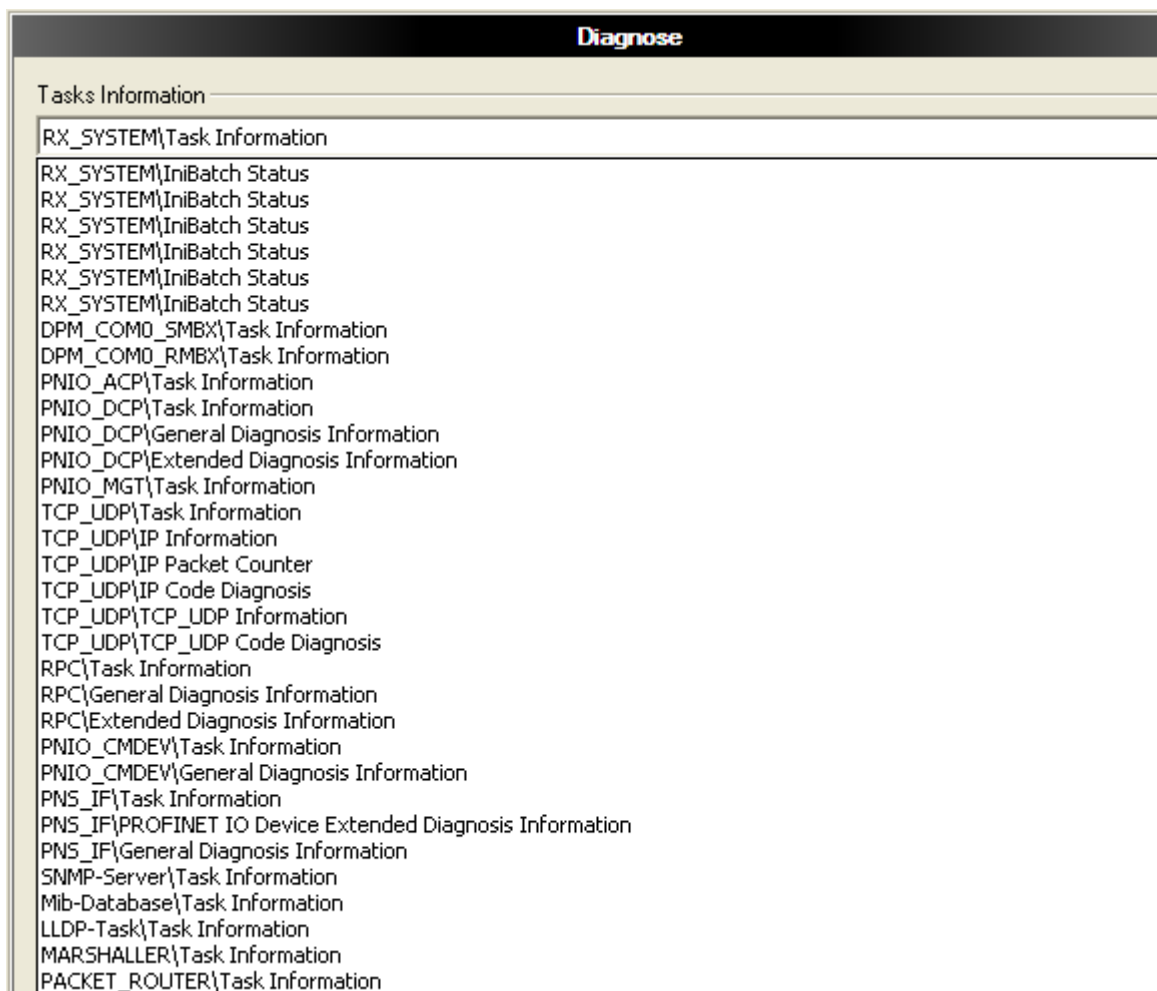 Diagnose
Tasks Information
RX_SYSTEM\Task Information
RX_SYSTEM\IniBatch Status
RX_SYSTEM\IniBatch Status
RX_SYSTEM\IniBatch Status
RX_SYSTEM\IniBatch Status
RX_SYSTEM\IniBatch Status
RX_SYSTEM\IniBatch Status
DPM_COM0_SMBX\Task Information
DPM_COM0_RMBX\Task Information
PNIO_ACP\Task Information
PNIO_DCP\Task Information
PNIO_DCP\General Diagnosis Information
PNIO_DCP\Extended Diagnosis Information
PNIO_MGT\Task Information
TCP_UDP\Task Information
TCP_UDP\IP Information
TCP_UDP\IP Packet Counter
TCP_UDP\IP Code Diagnosis
TCP_UDP\TCP_UDP Information
TCP_UDP\TCP_UDP Code Diagnosis
RPC\Task Information
RPC\General Diagnosis Information
RPC\Extended Diagnosis Information
PNIO_CMDEV\Task Information
PNIO_CMDEV\General Diagnosis Information
PNS_IF\Task Information
PNS_IF\PROFINET IO Device Extended Diagnosis Information
PNS_IF\General Diagnosis Information
SNMP-Server\Task Information
Mib-Database\Task Information
LLDP-Task\Task Information
MARSHALLER\Task Information
PACKET_ROUTER\Task Information